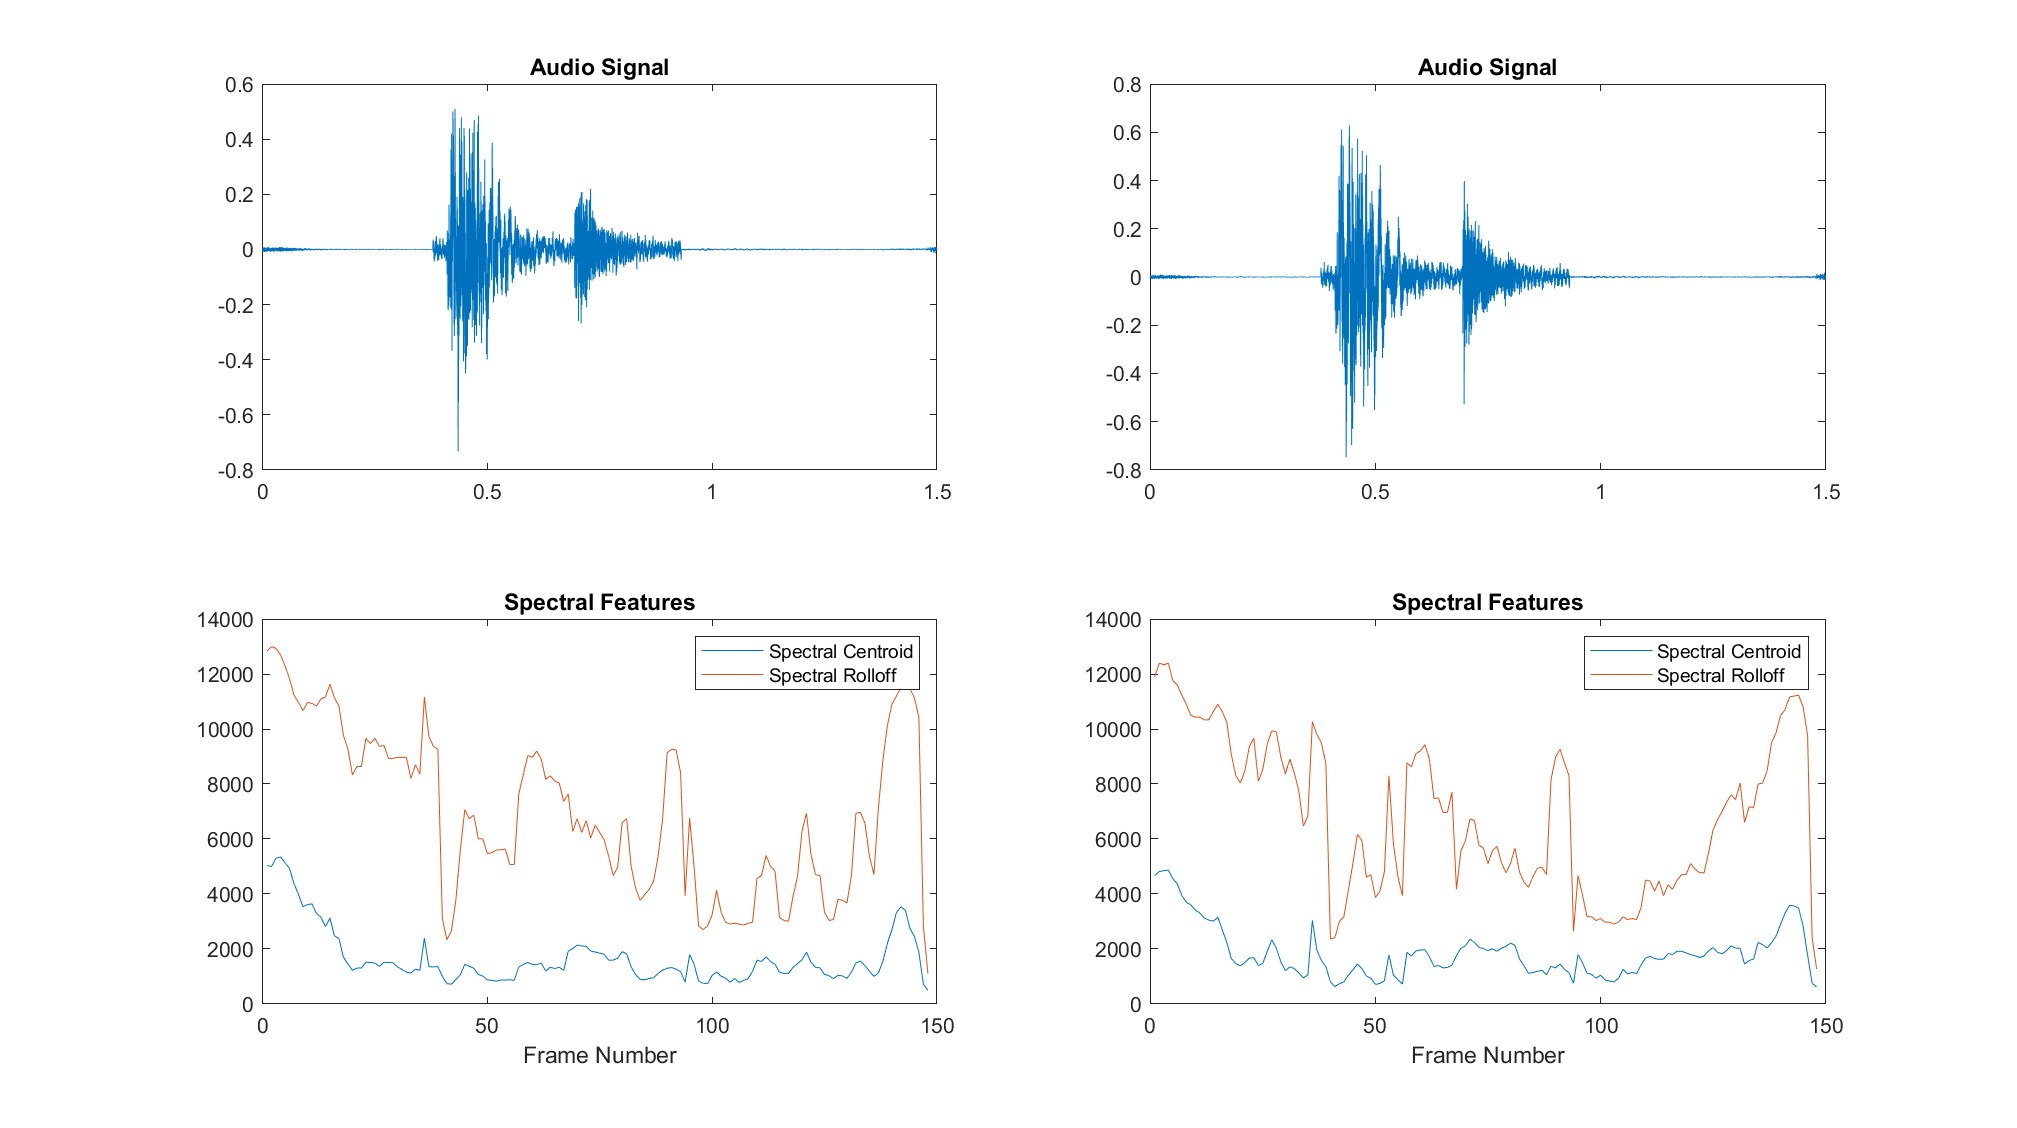 Audio Signal
0.6
0.4
0.2
0
-0.2
-0.4
-0.6
-0.8
0 0.5 1 1.5
Audio Signal
0.8
0.6
0.4
0.2
0
-0.2
-0.4
-0.6
-0.8
0 0.5 1 1.5
Spectral Features
14000
12000
10000
8000
6000
4000
2000
0
Spectral Centroid
Spectral Rolloff
0 50 100 150
Frame Number
Spectral Features
14000
12000
10000
8000
6000
4000
2000
0
Spectral Centroid
Spectral Rolloff
0 50 100 150
Frame Number